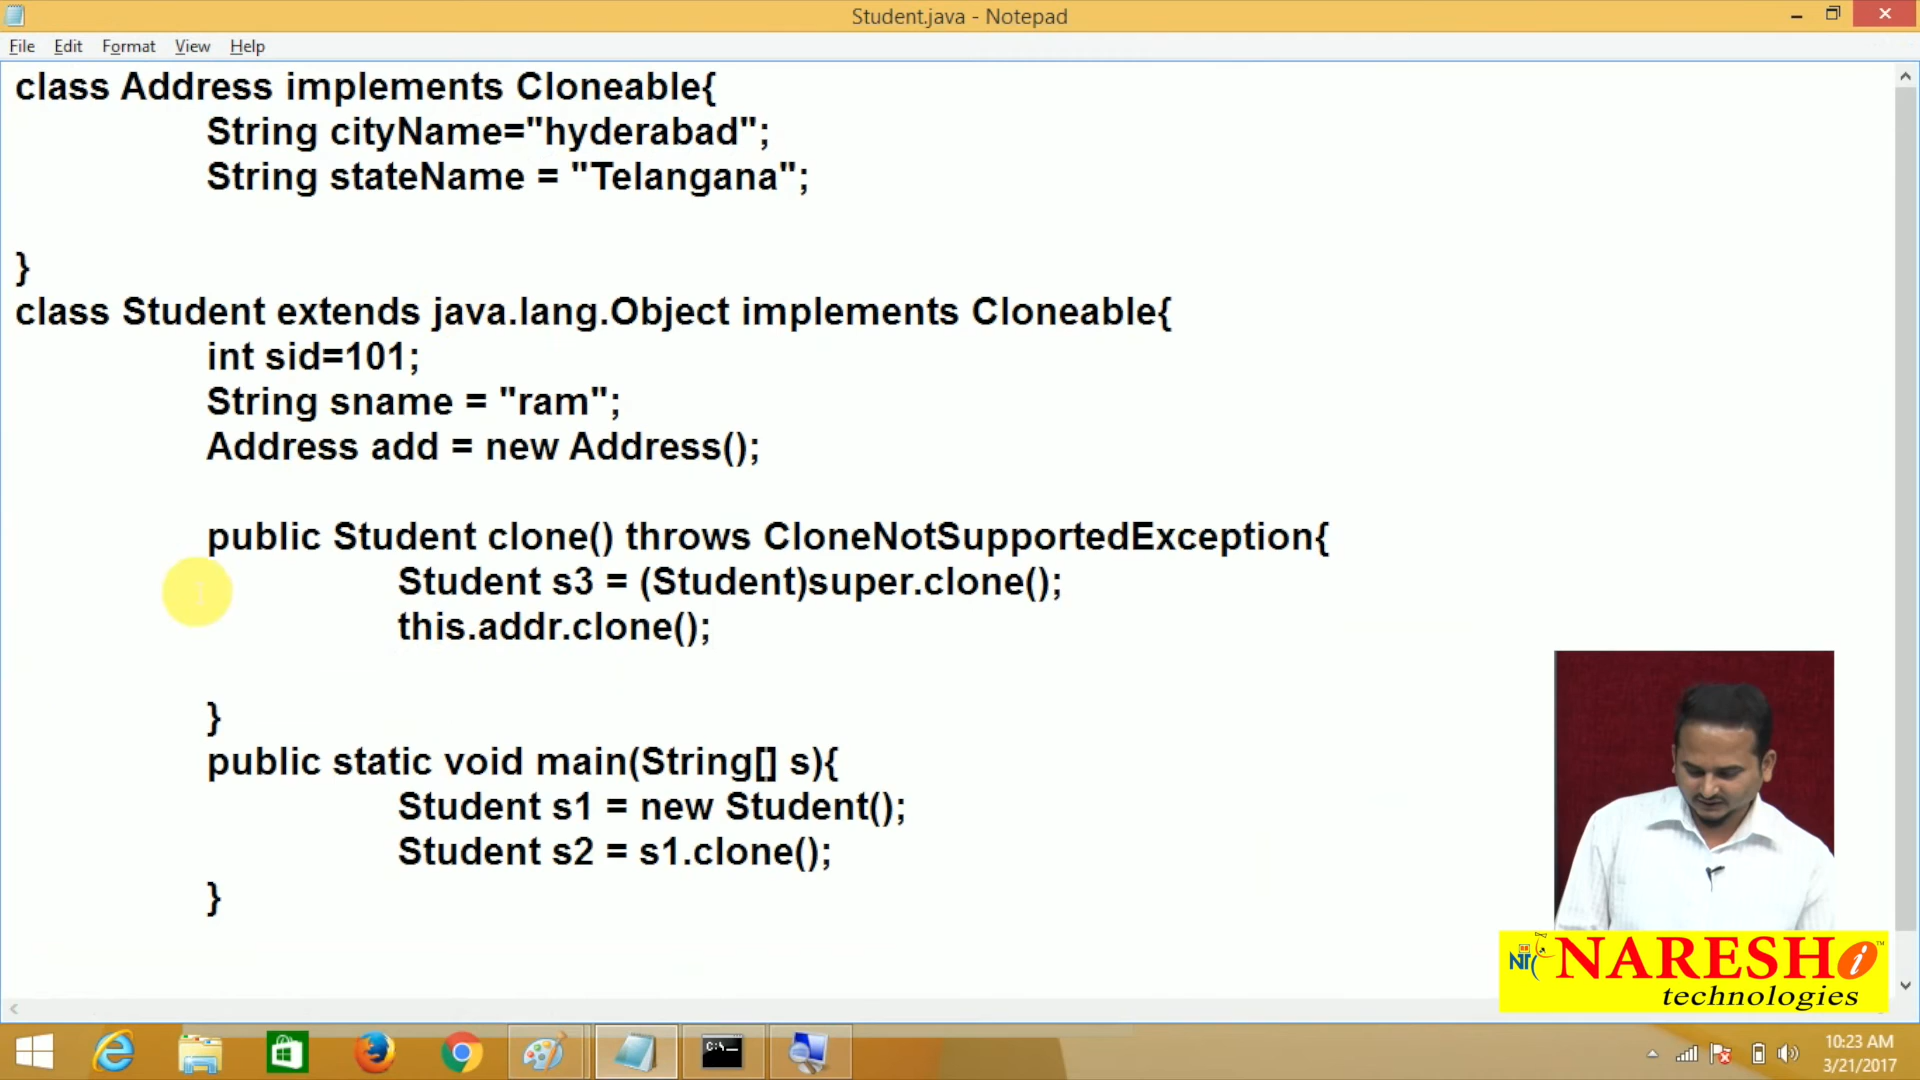 Student.java - Notepad
File Edit Format View Help
class Address implements Cloneable{
String cityName="hyderabad";
String stateName = "Telangana";
}
class Student extends java.lang.Object implements Cloneable{
int sid=101;
String sname = "ram";
Address add = new Address();
public Student clone() throws CloneNotSupportedException{
Student s3 = (Student)super.clone();
this.addr.clone();
}
public static void main(String[] s){
Student s1 = new Student();
Student s2 = s1.clone();
}
NARESH i
technologies
10:23 AM
3/21/2017